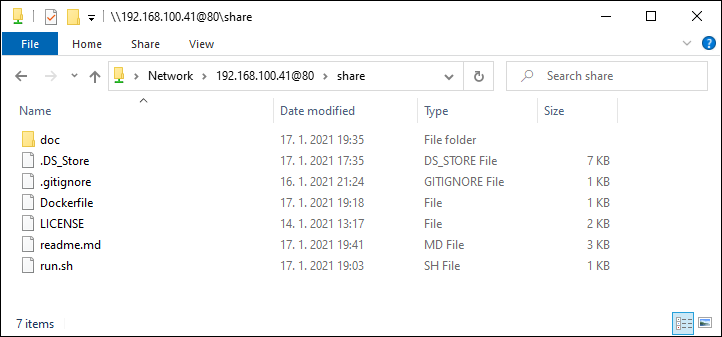 \\192.168.100.41@80\share
File Home Share View
Network 192.168.100.41@80 share Search share
Name Date modified Type Size
doc 17. 1. 2021 19:35 File folder
.DS_Store 17. 1. 2021 17:35 DS_STORE File 7 KB
.gitignore 16. 1. 2021 21:24 GITIGNORE File 1 KB
Dockerfile 17. 1. 2021 19:18 File 1 KB
LICENSE 14. 1. 2021 13:17 File 2 KB
readme.md 17. 1. 2021 19:41 MD File 3 KB
run.sh 17. 1. 2021 19:03 SH File 1 KB
7 items